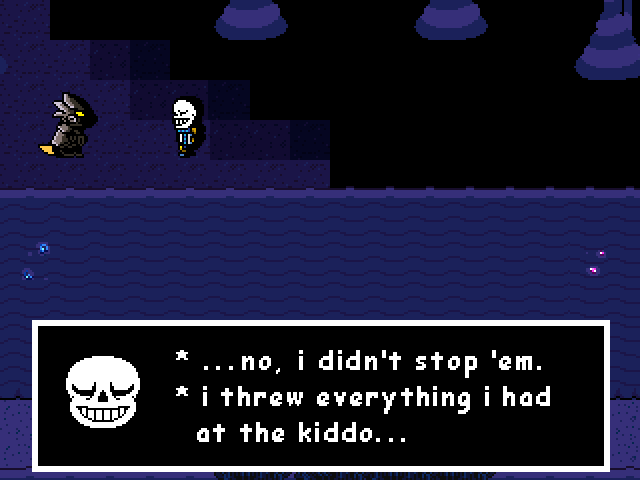 * ...no, i didn't stop 'em.
* i threw everything i had
at the kiddo...